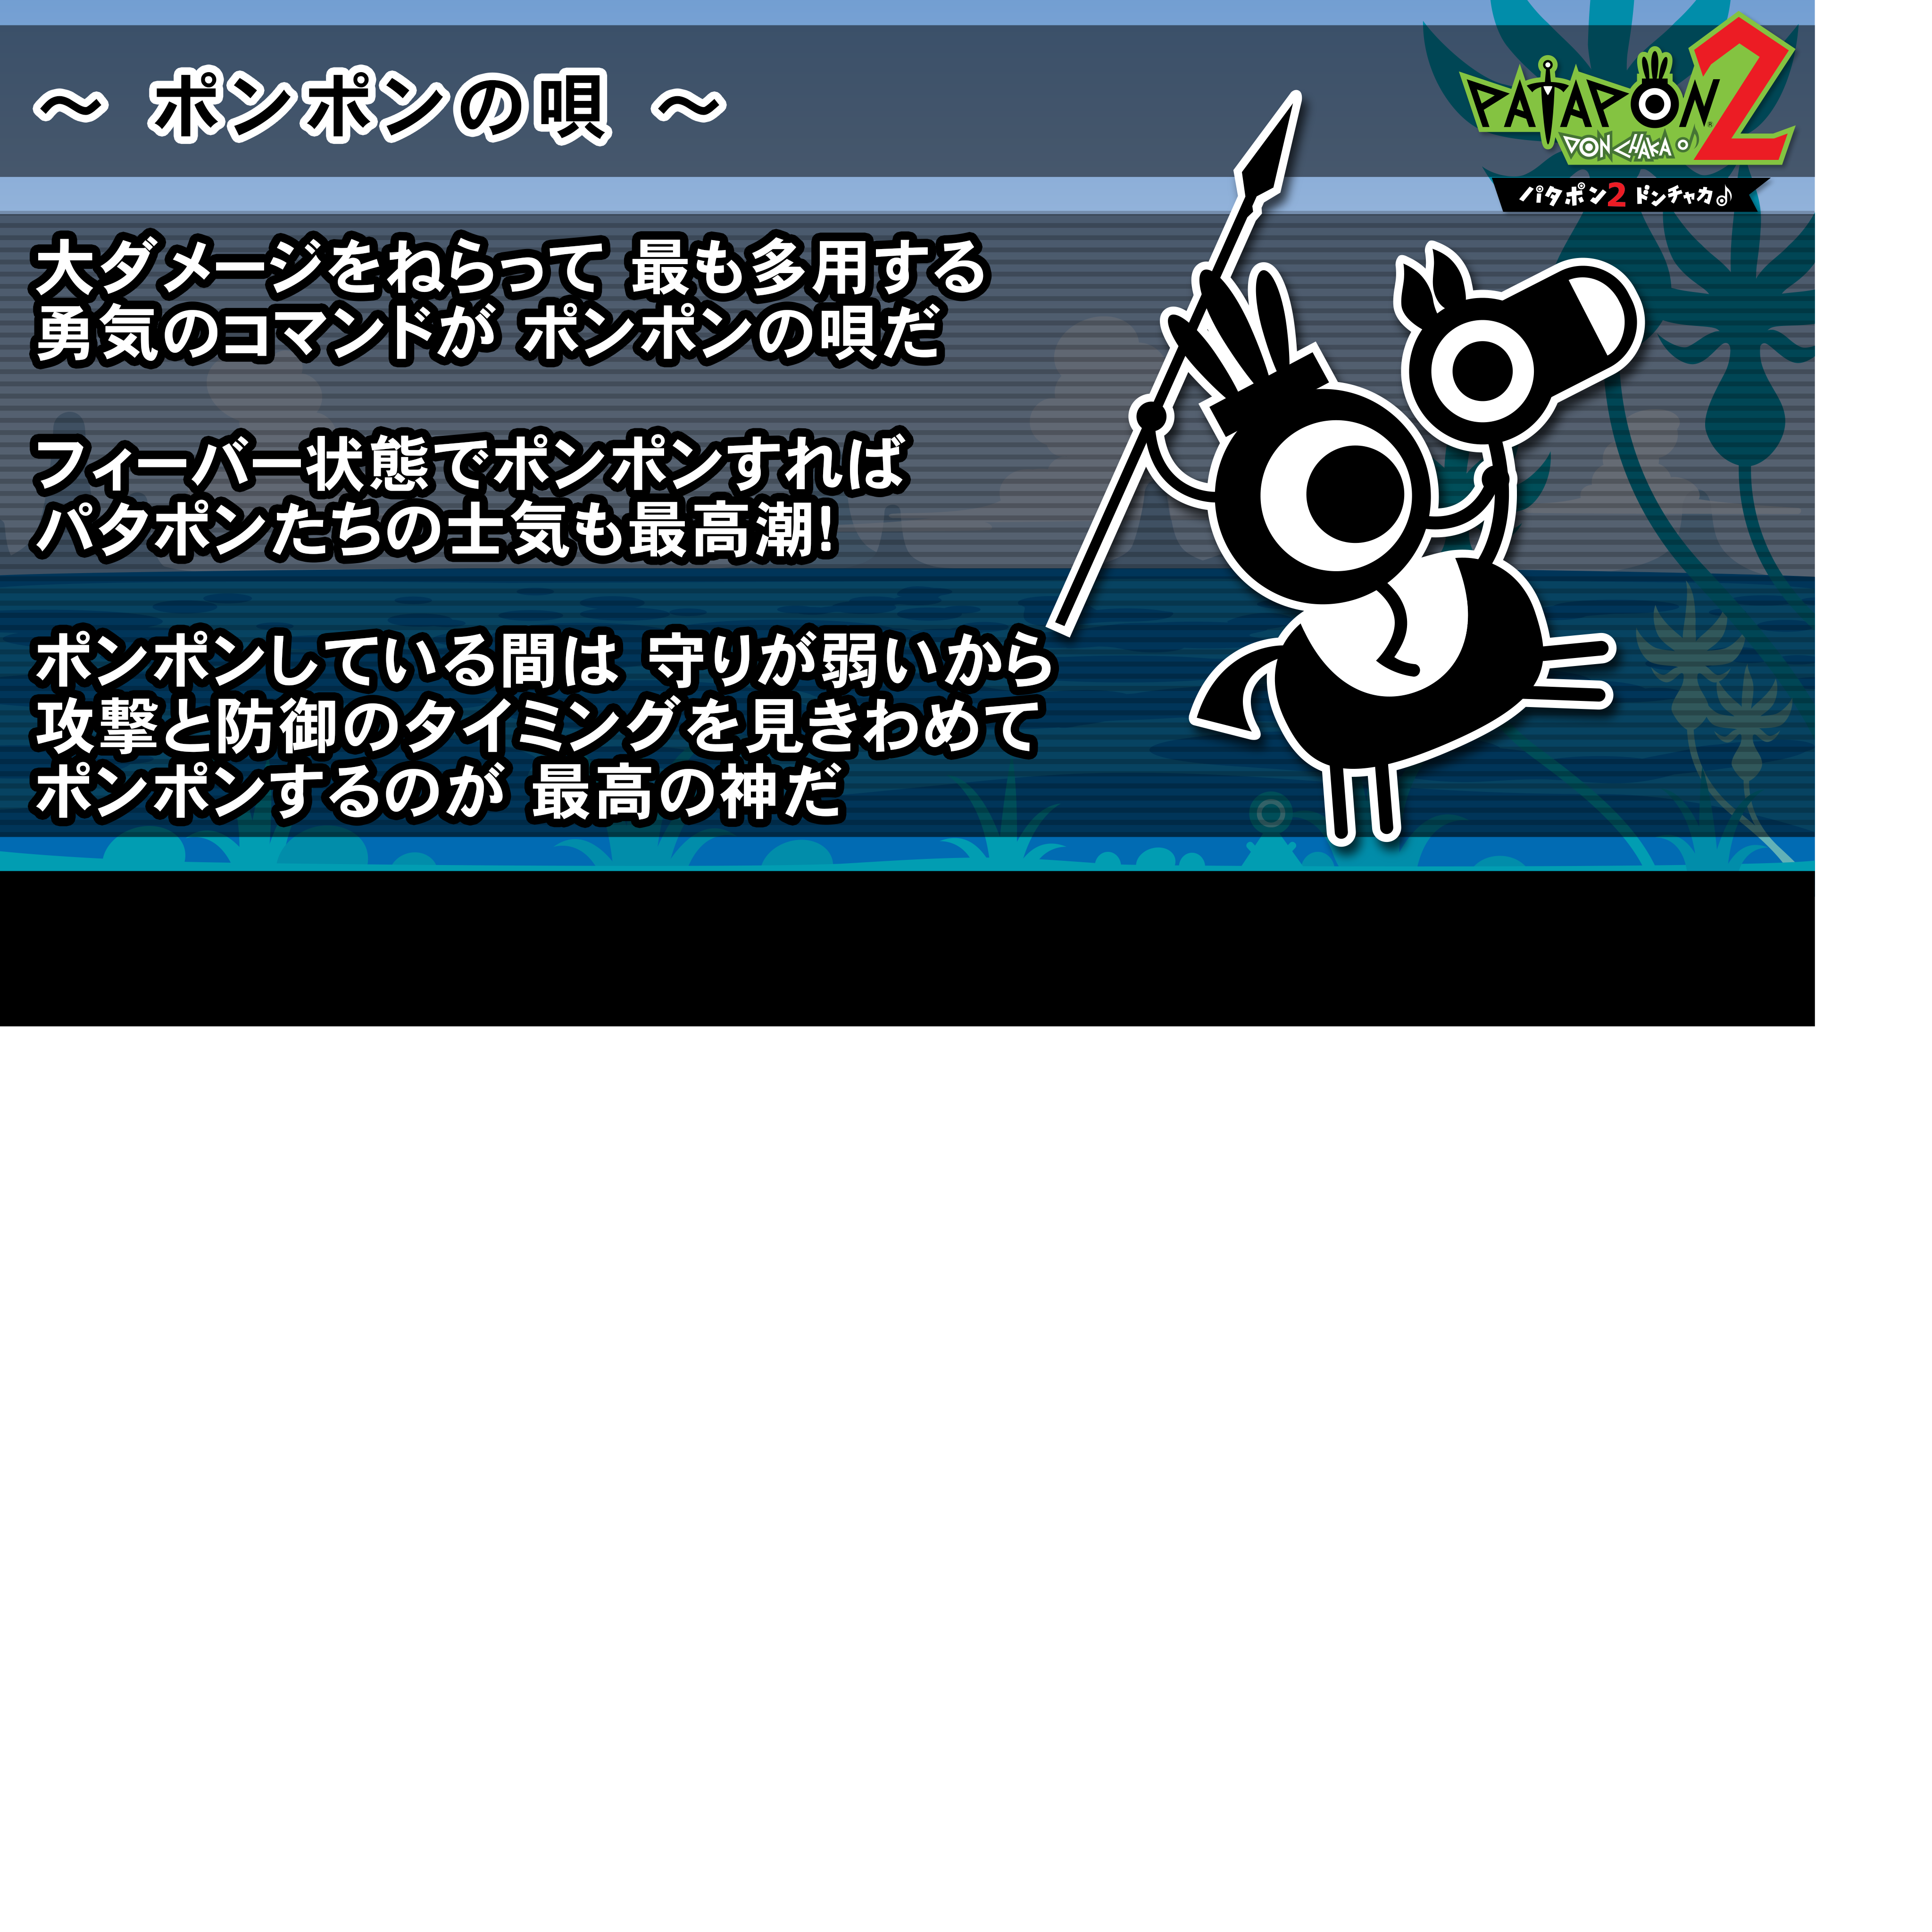 ～ ポンポンの唄 ～
PATAPON2
DON CHAKA♪
パタポン2 ドンチャカ♪
大ダメージをねらって 最も多用する
勇気のコマンドが ポンポンの唄だ
フィーバー状態でポンポンすれば
パタポンたちの士気も最高潮!
ポンポンしている間は 守りが弱いから
攻撃と防御のタイミングを見きわめて
ポンポンするのが 最高の神だ